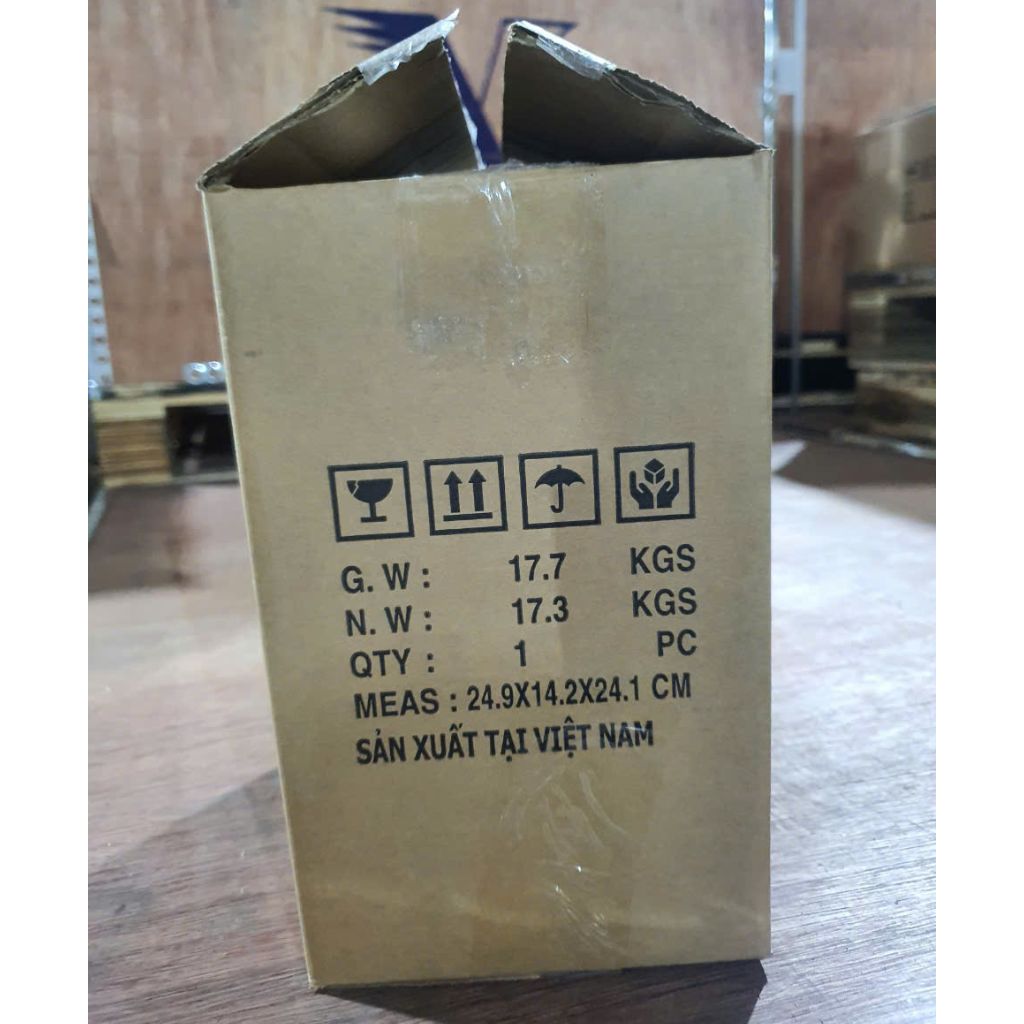 G. W : 17.7 KGS
N. W : 17.3 KGS
QTY : 1 PC
MEAS : 24.9X14.2X24.1 CM
SẢN XUẤT TẠI VIỆT NAM